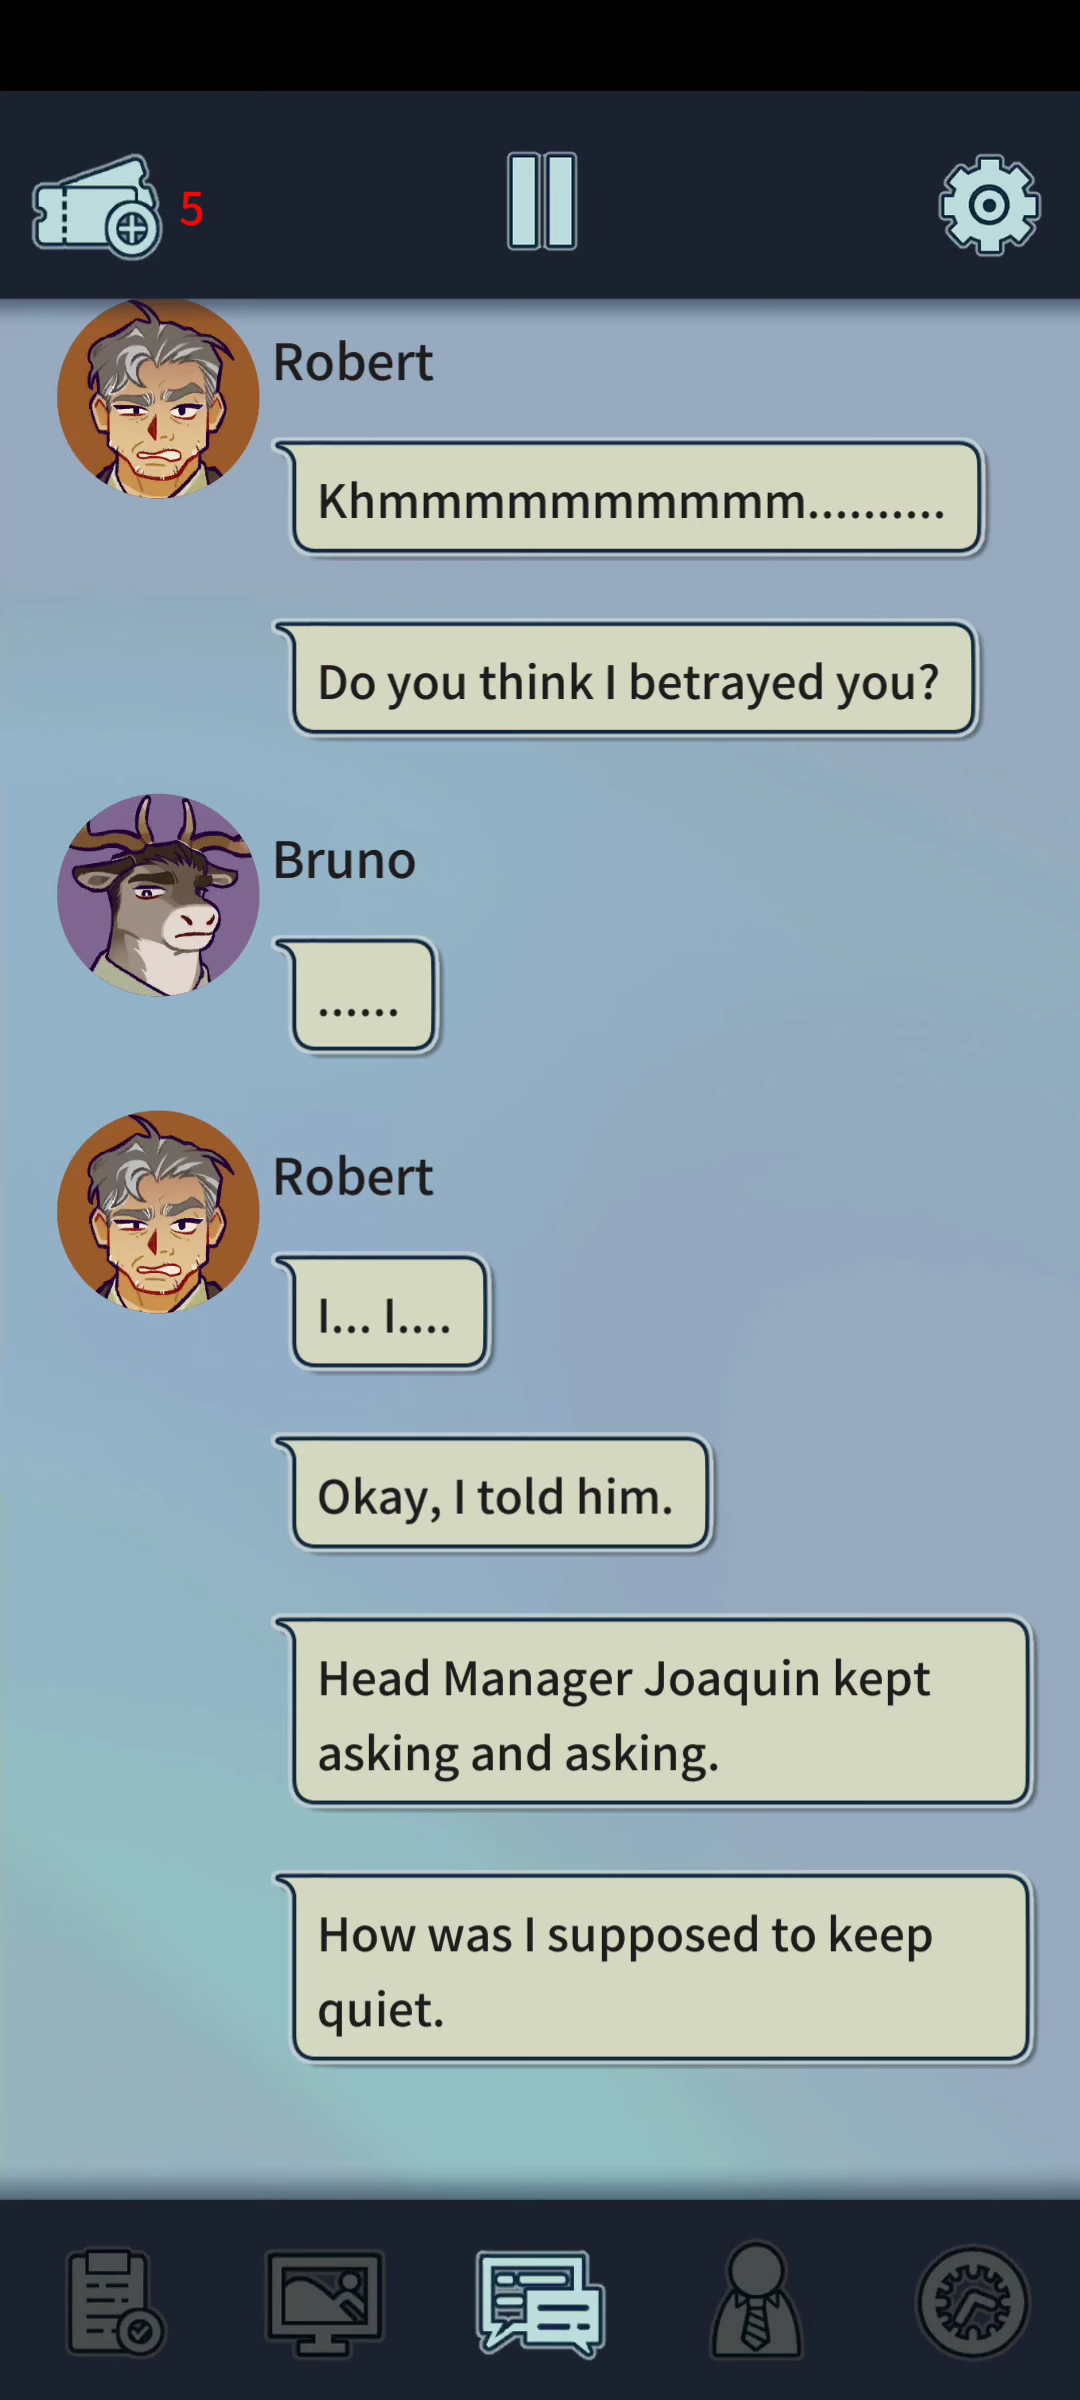 5
Robert
Khmmmmmmmmmm..........
Do you think I betrayed you?
Bruno
......
Robert
I... I....
Okay, I told him.
Head Manager Joaquin kept
asking and asking.
How was I supposed to keep
quiet.